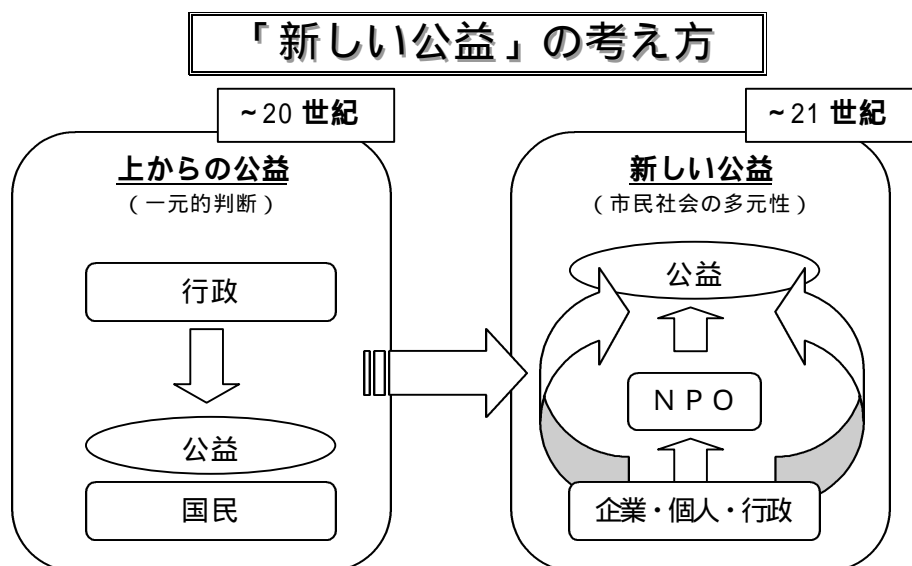 「新しい公益」の考え方
~20 世紀
上からの公益
（一元的判断）
行政
公益
国民
~21 世紀
新しい公益
（市民社会の多元性）
公益
ＮＰＯ
企業・個人・行政